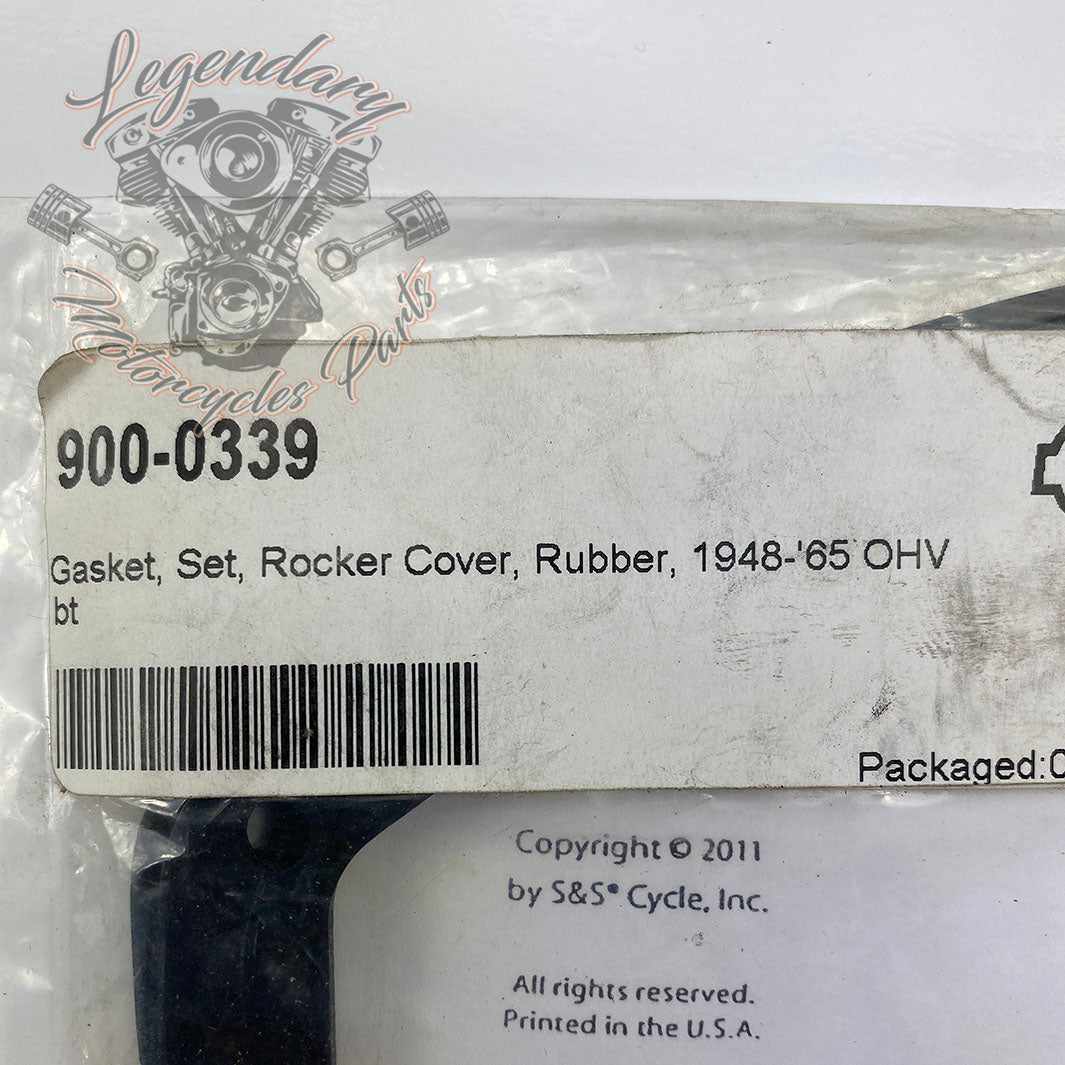 Legendary
Motorcycles Parts
900-0339
Gasket, Set, Rocker Cover, Rubber, 1948-'65 OHV
bt
Packaged:0
Copyright © 2011
by S&S® Cycle, Inc.
All rights reserved.
Printed in the U.S.A.